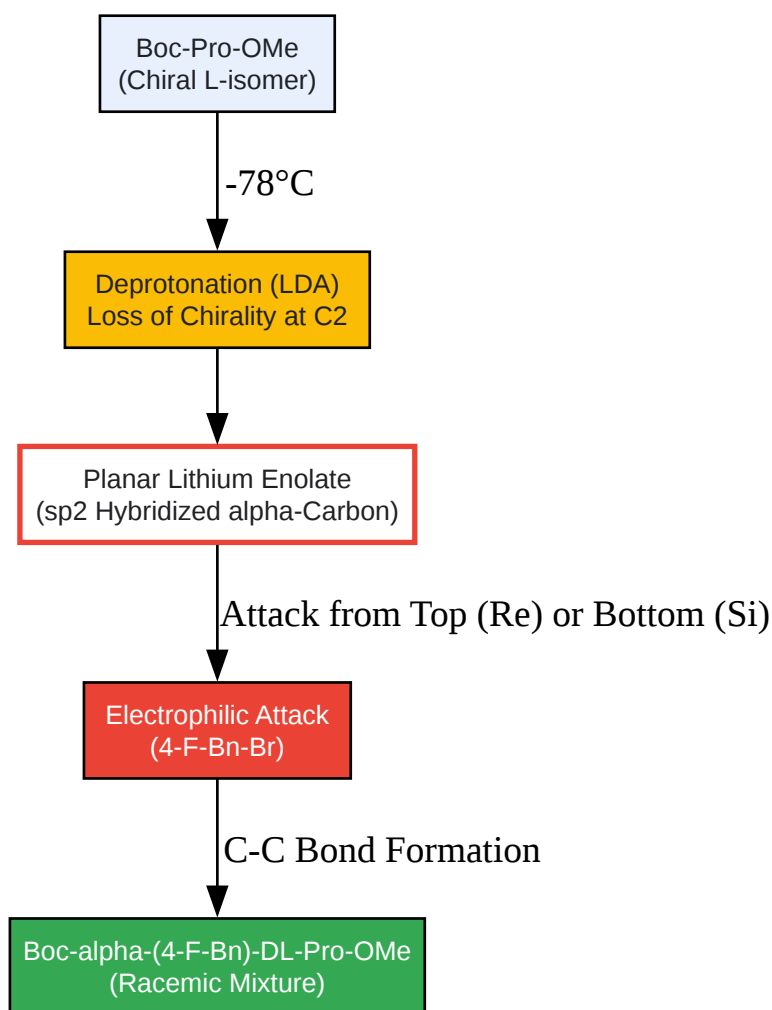 Boc-Pro-OMe
(Chiral L-isomer)
-78°C
Deprotonation (LDA)
Loss of Chirality at C2
Planar Lithium Enolate
(sp2 Hybridized alpha-Carbon)
Attack from Top (Re) or Bottom (Si)
Electrophilic Attack
(4-F-Bn-Br)
C-C Bond Formation
Boc-alpha-(4-F-Bn)-DL-Pro-OMe
(Racemic Mixture)